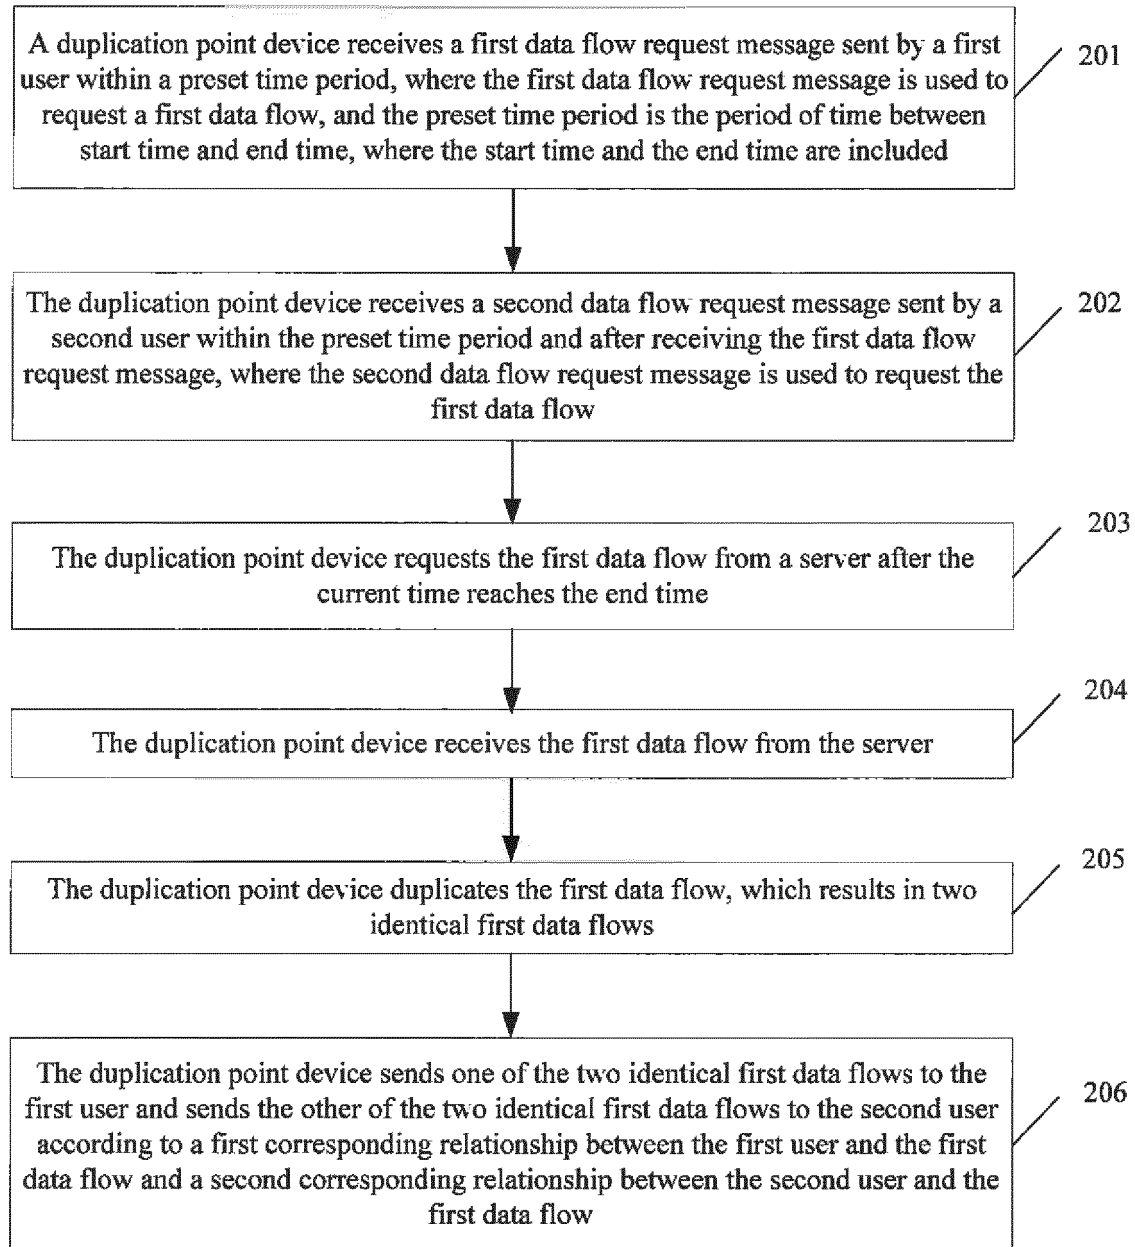 A duplication point device receives a first data flow request message sent by a first
user within a preset time period, where the first data flow request message is used to
request a first data flow, and the preset time period is the period of time between
start time and end time, where the start time and the end time are included
201
The duplication point device receives a second data flow request message sent by a
second user within the preset time period and after receiving the first data flow
request message, where the second data flow request message is used to request the
first data flow
202
The duplication point device requests the first data flow from a server after the
current time reaches the end time
203
The duplication point device receives the first data flow from the server
204
The duplication point device duplicates the first data flow, which results in two
identical first data flows
205
The duplication point device sends one of the two identical first data flows to the
first user and sends the other of the two identical first data flows to the second user
according to a first corresponding relationship between the first user and the first
data flow and a second corresponding relationship between the second user and the
first data flow
206